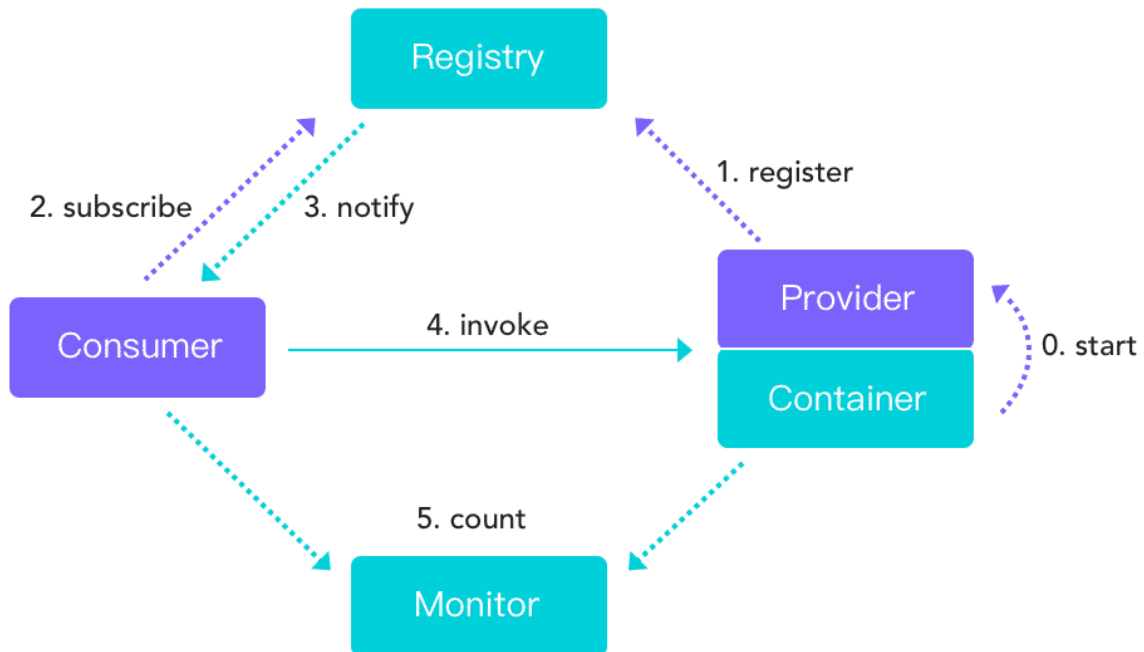 Registry
1. register
2. subscribe
3. notify
Provider
4. invoke
Consumer
0. start
Container
5. count
Monitor